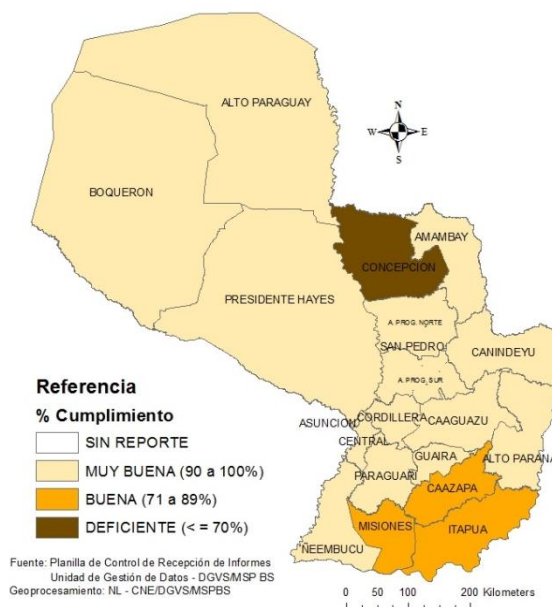 ALTO PARAGUAY
N
W E
S
BOQUERON
AMAMBAY
CONCEPCION
PRESIDENTE HAYES
A. PROG. NORTE
SAN PEDRO
CANINDEYU
A. PROG. SUR
ASUNCION
CORDILLERA
CAAGUAZU
CENTRAL
GUAIRA
ALTO PARANA
PARAGUARI
CAAZAPA
MISIONES
ITAPUA
ÑEEMBUCU
Referencia
% Cumplimiento
SIN REPORTE
MUY BUENA (90 a 100%)
BUENA (71 a 89%)
DEFICIENTE (< = 70%)
Fuente: Planilla de Control de Recepción de Informes
Unidad de Gestión de Datos - DGVS/MSP BS
Geoprocesamiento: NL - CNE/DGVS/MSPBS
0 50 100 200 Kilometers